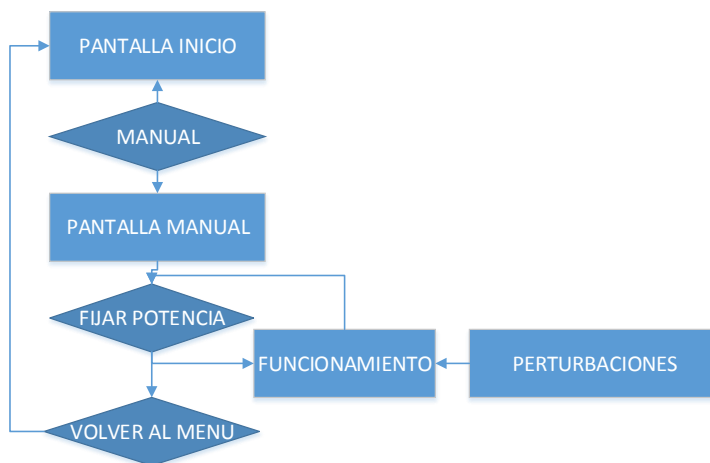 PANTALLA INICIO
MANUAL
PANTALLA MANUAL
FIJAR POTENCIA
FUNCIONAMIENTO
PERTURBACIONES
VOLVER AL MENU